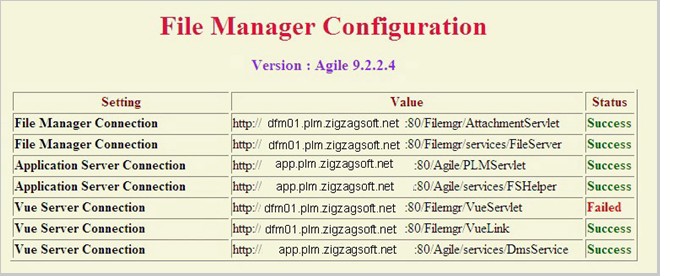 File Manager Configuration
Version : Agile 9.2.2.4
Setting Value Status
File Manager Connection http:// dfm01.plm.zigzagsoft.net :80/Filemgr/AttachmentServlet Success
File Manager Connection http:// dfm01.plm.zigzagsoft.net :80/Filemgr/services/FileServer Success
Application Server Connection http:// app.plm.zigzagsoft.net :80/Agile/PLMServlet Success
Application Server Connection http:// app.plm.zigzagsoft.net :80/Agile/services/FSHelper Success
Vue Server Connection http:// dfm01.plm.zigzagsoft.net :80/Filemgr/VueServlet Failed
Vue Server Connection http:// dfm01.plm.zigzagsoft.net :80/Filemgr/VueLink Success
Vue Server Connection http:// app.plm.zigzagsoft.net :80/Agile/services/DmsService Success